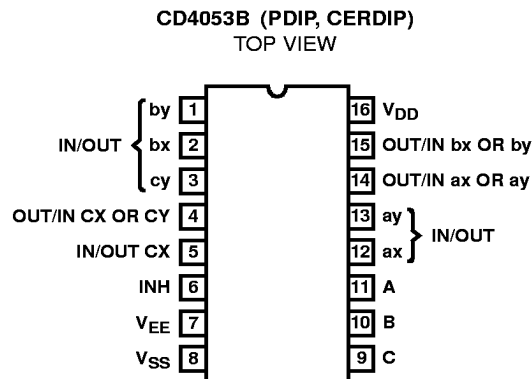 CD4053B (PDIP, CERDIP)
TOP VIEW
by 1 16 VDD
IN/OUT bx 2 15 OUT/IN bx OR by
cy 3 14 OUT/IN ax OR ay
OUT/IN CX OR CY 4 13 ay
IN/OUT
IN/OUT CX 5 12 ax
INH 6 11 A
VEE 7 10 B
VSS 8 9 C